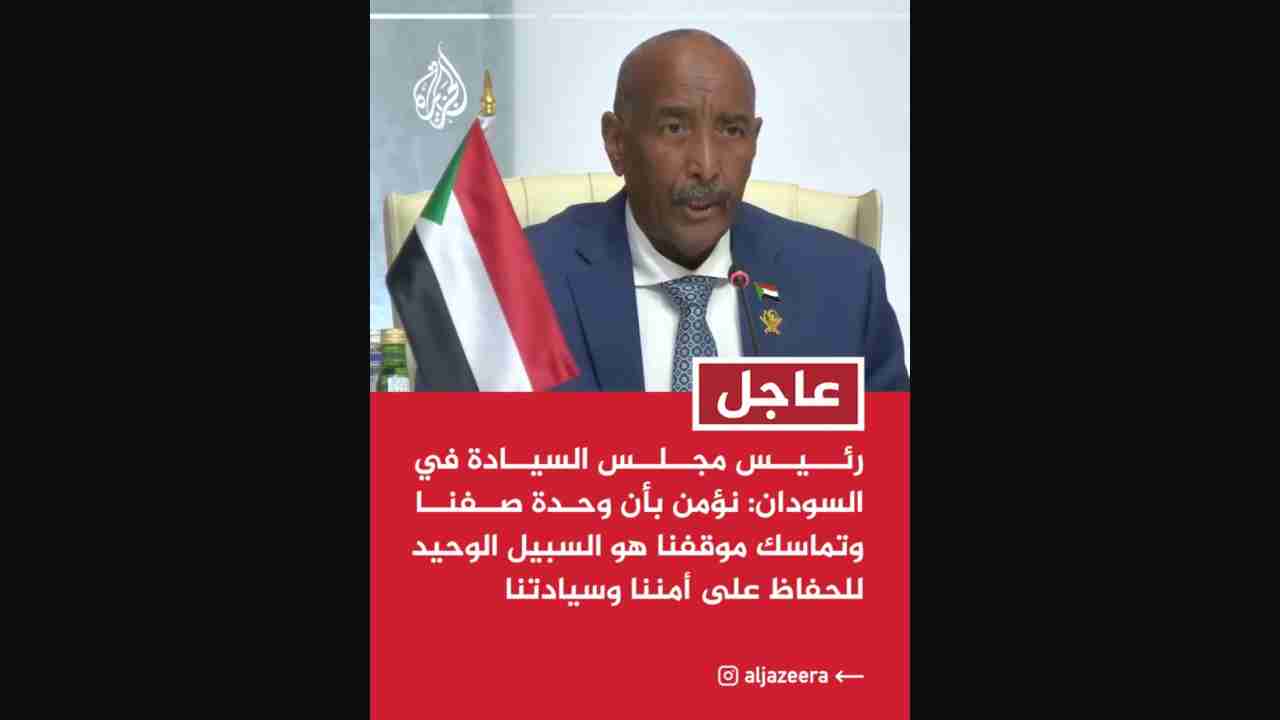 الجزيرة
عاجل
رئيس مجلس السيادة في
السودان: نؤمن بأن وحدة صفنا
وتماسك موقفنا هو السبيل الوحيد
للحفاظ على أمننا وسيادتنا
aljazeera